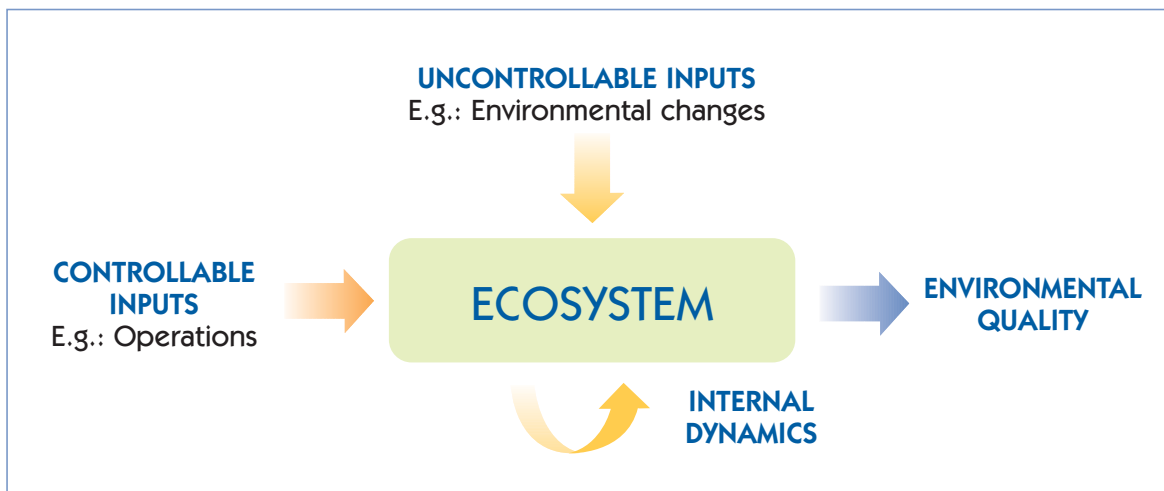 UNCONTROLLABLE INPUTS
E.g.: Environmental changes
CONTROLLABLE
INPUTS
E.g.: Operations
ECOSYSTEM
ENVIRONMENTAL
QUALITY
INTERNAL
DYNAMICS